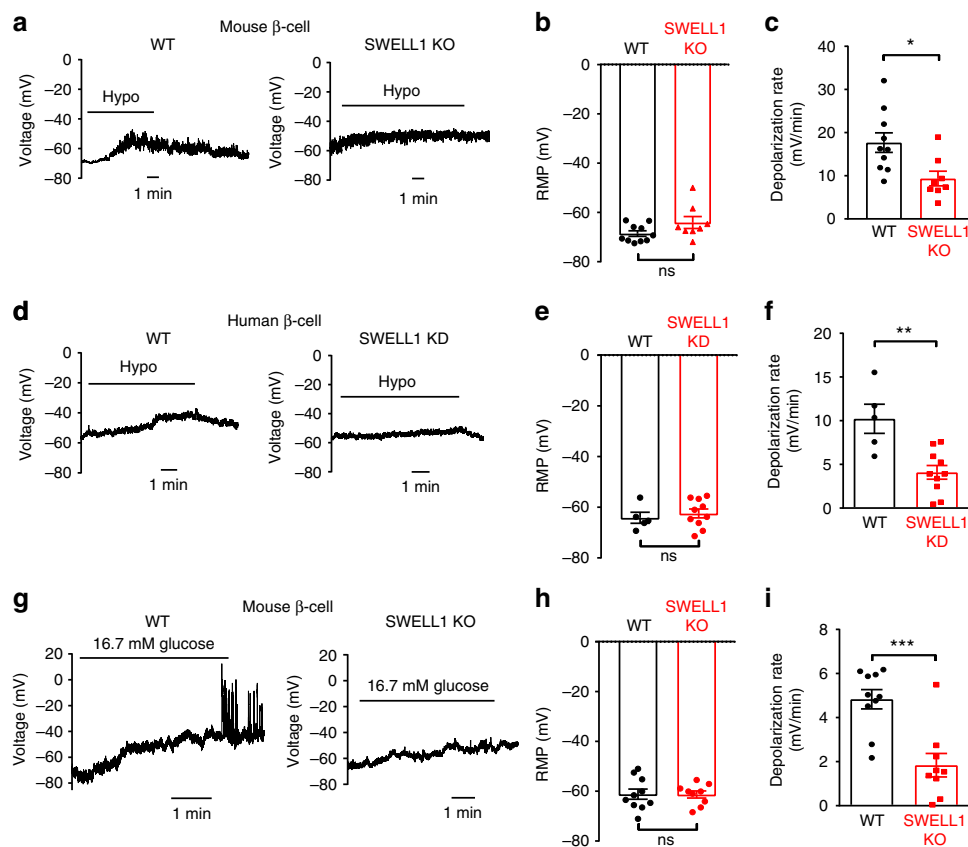 a
Mouse β-cell
WT
SWELL1 KO
Voltage (mV)
0
–20
–40
–60
–80
Hypo
1 min
Voltage (mV)
0
–20
–40
–60
–80
Hypo
1 min
b
WT
SWELL1
KO
RMP (mV)
0
–20
–40
–60
–80
ns
c
Depolarization rate
(mV/min)
40
30
20
10
0
*
WT
SWELL1
KO
d
Human β-cell
WT
SWELL1 KD
Voltage (mV)
0
–20
–40
–60
–80
Hypo
1 min
Voltage (mV)
0
–20
–40
–60
–80
Hypo
1 min
e
WT
SWELL1
KD
RMP (mV)
0
–20
–40
–60
–80
ns
f
Depolarization rate
(mV/min)
20
15
10
5
0
**
WT
SWELL1
KD
g
Mouse β-cell
WT
SWELL1 KO
16.7 mM glucose
Voltage (mV)
20
0
–20
–40
–60
–80
1 min
16.7 mM glucose
Voltage (mV)
20
0
–20
–40
–60
–80
1 min
h
WT
SWELL1
KO
RMP (mV)
0
–20
–40
–60
–80
ns
i
Depolarization rate
(mV/min)
8
6
4
2
0
***
WT
SWELL1
KO